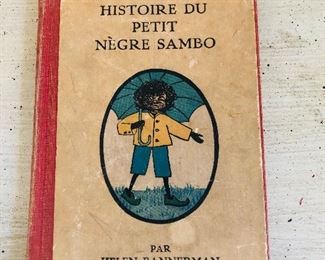 HISTOIRE DU
PETIT
NÈGRE SAMBO
PAR
HELEN BANNERMAN